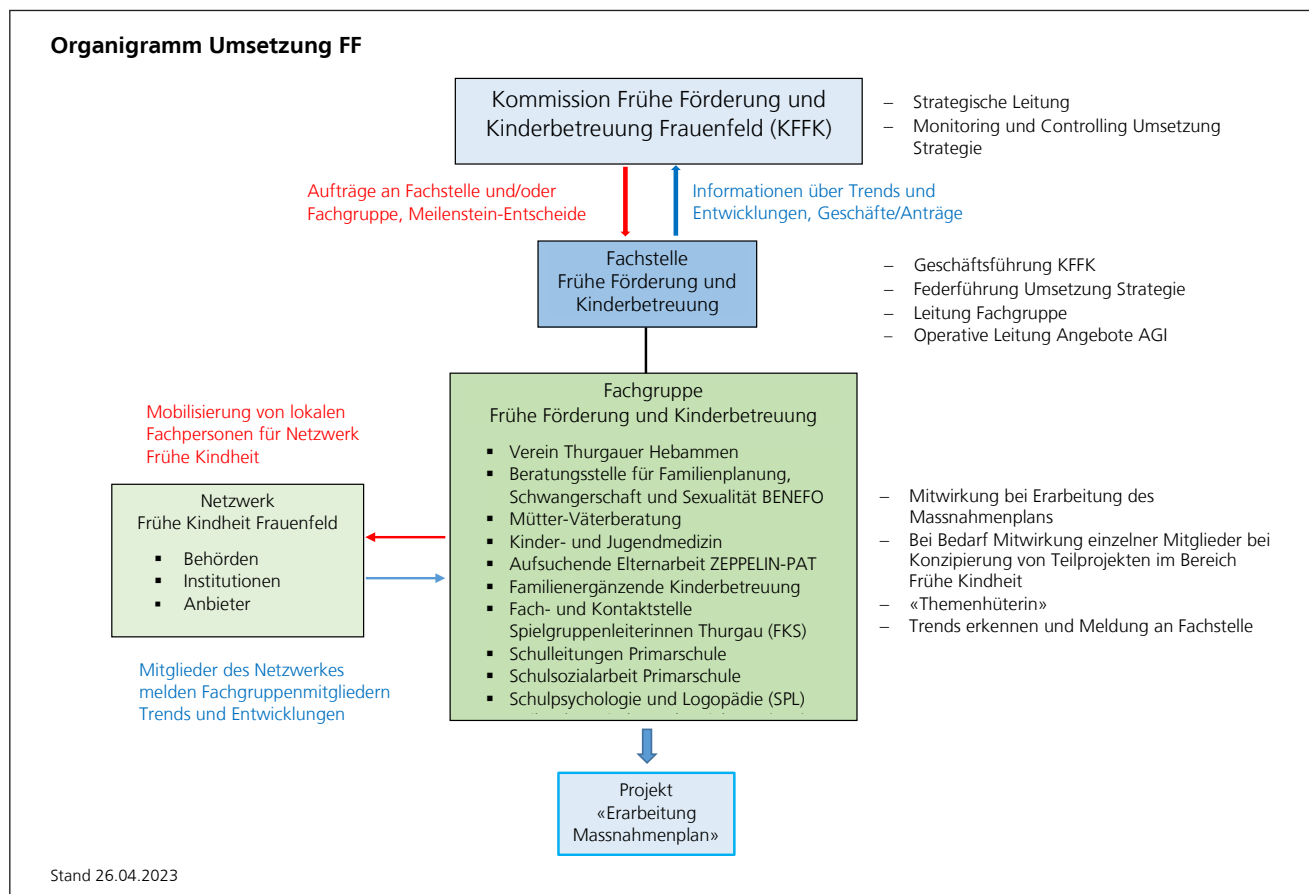 Organigramm Umsetzung FF
Kommission Frühe Förderung und
Kinderbetreuung Frauenfeld (KFFK)
– Strategische Leitung
– Monitoring und Controlling Umsetzung
Strategie
Aufträge an Fachstelle und/oder
Fachgruppe, Meilenstein-Entscheide
Informationen über Trends und
Entwicklungen, Geschäfte/Anträge
Fachstelle
Frühe Förderung und
Kinderbetreuung
– Geschäftsführung KFFK
– Federführung Umsetzung Strategie
– Leitung Fachgruppe
– Operative Leitung Angebote AGI
Mobilisierung von lokalen
Fachpersonen für Netzwerk
Frühe Kindheit
Netzwerk
Frühe Kindheit Frauenfeld
▪ Behörden
▪ Institutionen
▪ Anbieter
Mitglieder des Netzwerkes
melden Fachgruppenmitgliedern
Trends und Entwicklungen
Fachgruppe
Frühe Förderung und Kinderbetreuung
▪ Verein Thurgauer Hebammen
▪ Beratungsstelle für Familienplanung,
Schwangerschaft und Sexualität BENEFO
▪ Mütter-Väterberatung
▪ Kinder- und Jugendmedizin
▪ Aufsuchende Elternarbeit ZEPPELIN-PAT
▪ Familienergänzende Kinderbetreuung
▪ Fach- und Kontaktstelle
Spielgruppenleiterinnen Thurgau (FKS)
▪ Schulleitungen Primarschule
▪ Schulsozialarbeit Primarschule
▪ Schulpsychologie und Logopädie (SPL)
– Mitwirkung bei Erarbeitung des
Massnahmenplans
– Bei Bedarf Mitwirkung einzelner Mitglieder bei
Konzipierung von Teilprojekten im Bereich
Frühe Kindheit
– «Themenhüterin»
– Trends erkennen und Meldung an Fachstelle
Projekt
«Erarbeitung
Massnahmenplan»
Stand 26.04.2023